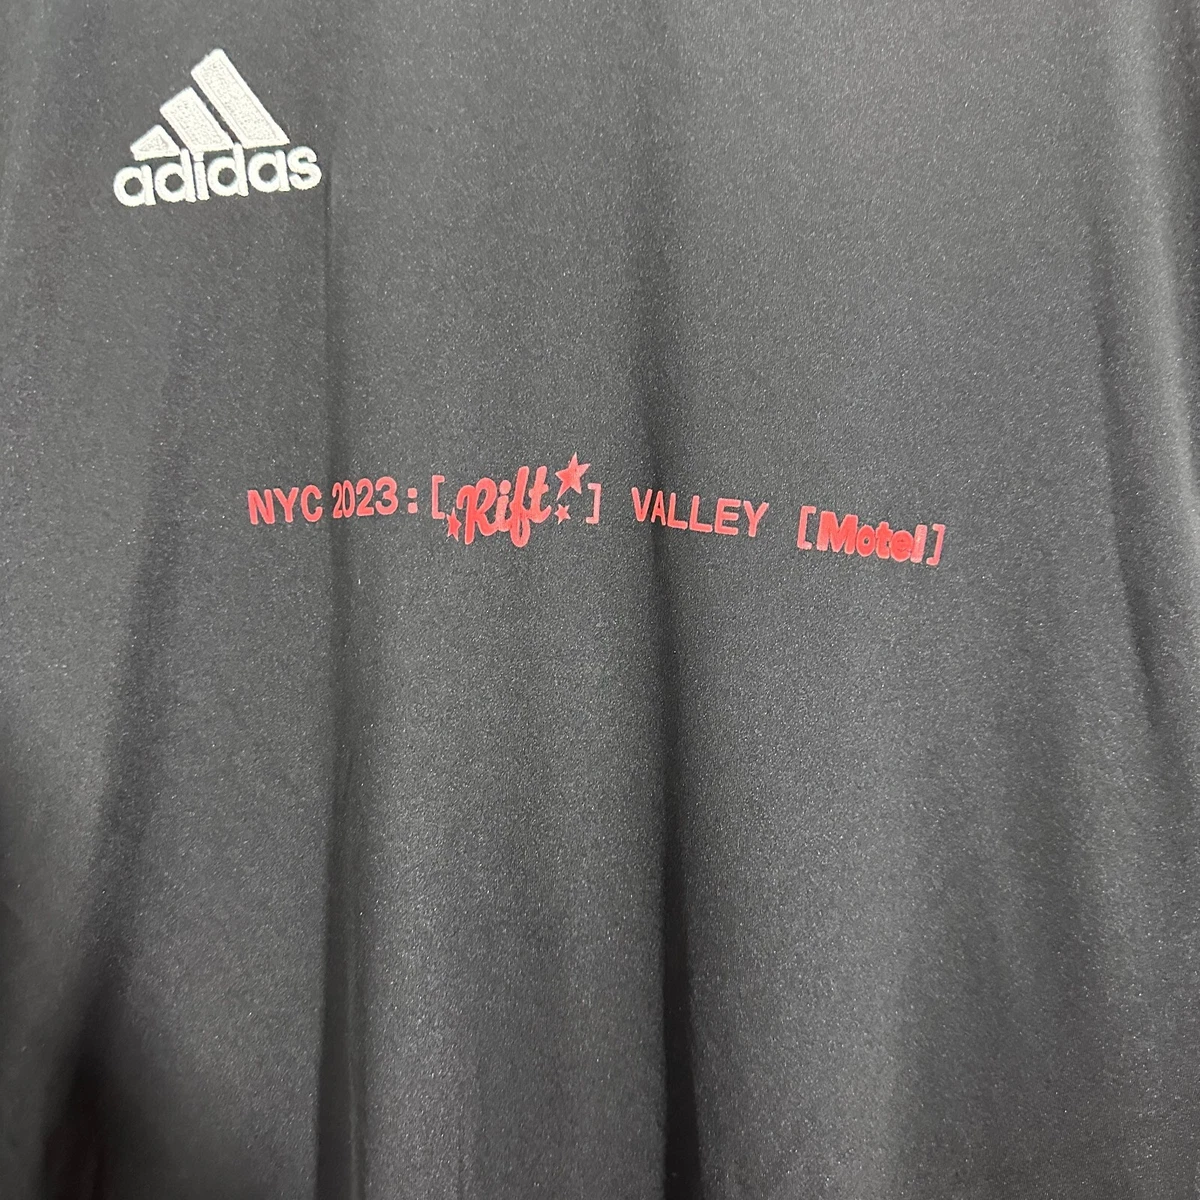 adidas
NYC 2023:[Rift] VALLEY [Motel]